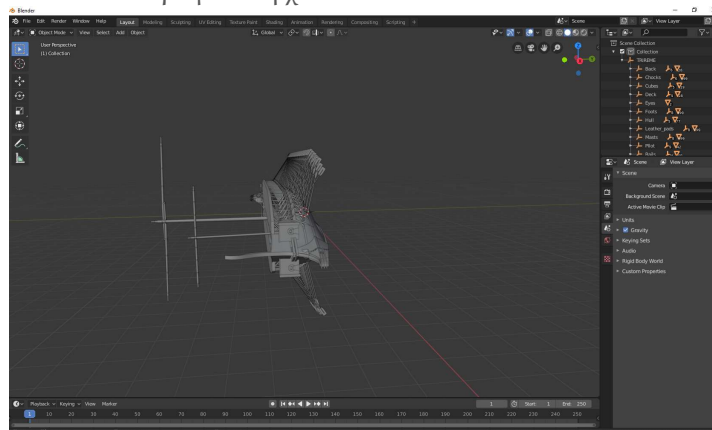 Blender
File Edit Render Window Help Layout Modeling Sculpting UV Editing Texture Paint Shading Animation Rendering Compositing Scripting + Scene View Layer
Object Mode View Select Add Object Global
User Perspective
(1) Collection
Scene Collection
Collection
TRIREME
Back
Chocks
Cubes
Deck
Eyes
Hull
Leather_pads
Masts
Scene View Layer
Scene
Camera
Background Scene
Active Movie Clip
Units
Gravity
Keying Sets
Audio
Rigid Body World
Custom Properties
Playback Keying View Marker 1 Start 1 End 250
1 10 20 30 40 50 60 70 80 90 100 110 120 130 140 150 160 170 180 190 200 210 220 230 240 250